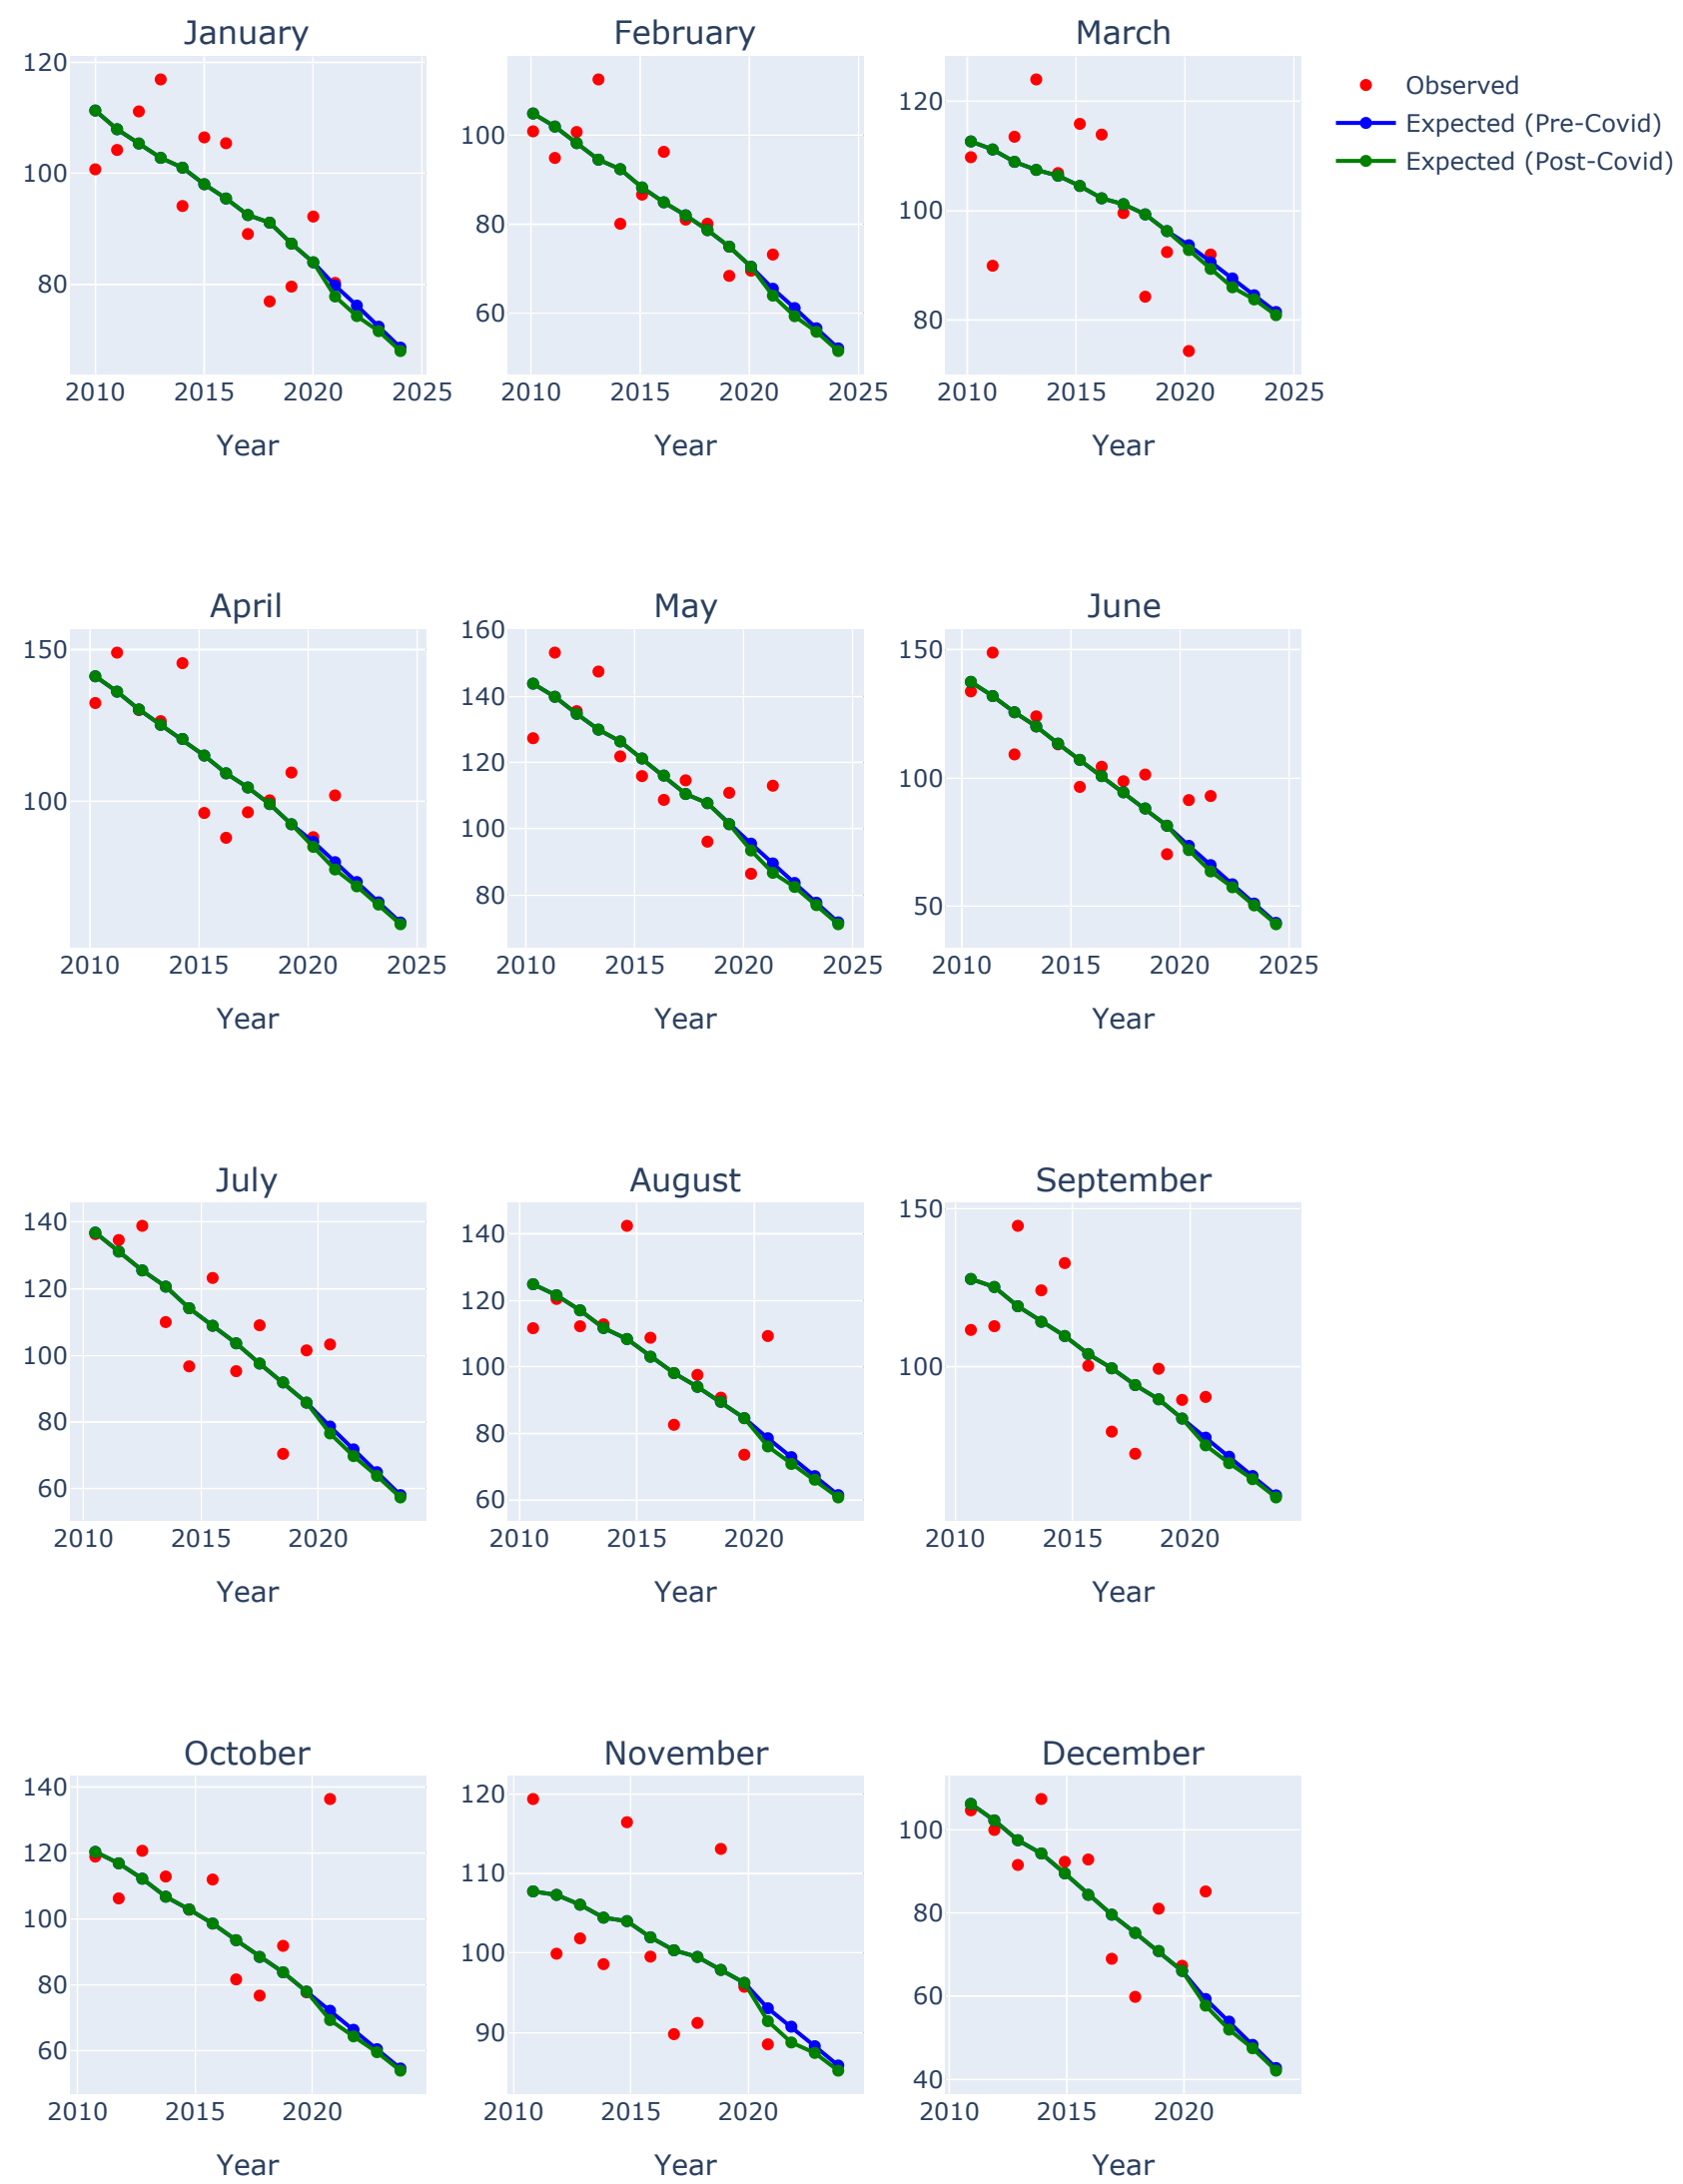 January
February
March
120
100
80
100
80
60
120
100
80
2010 2015 2020 2025
2010 2015 2020 2025
2010 2015 2020 2025
Year
Year
Year
Observed
Expected (Pre-Covid)
Expected (Post-Covid)
April
May
June
150
100
160
140
120
100
80
150
100
50
2010 2015 2020 2025
2010 2015 2020 2025
2010 2015 2020 2025
Year
Year
Year
July
August
September
140
120
100
80
60
140
120
100
80
60
150
100
2010 2015 2020
2010 2015 2020
2010 2015 2020
Year
Year
Year
October
November
December
140
120
100
80
60
120
110
100
90
100
80
60
40
2010 2015 2020
2010 2015 2020
2010 2015 2020
Year
Year
Year